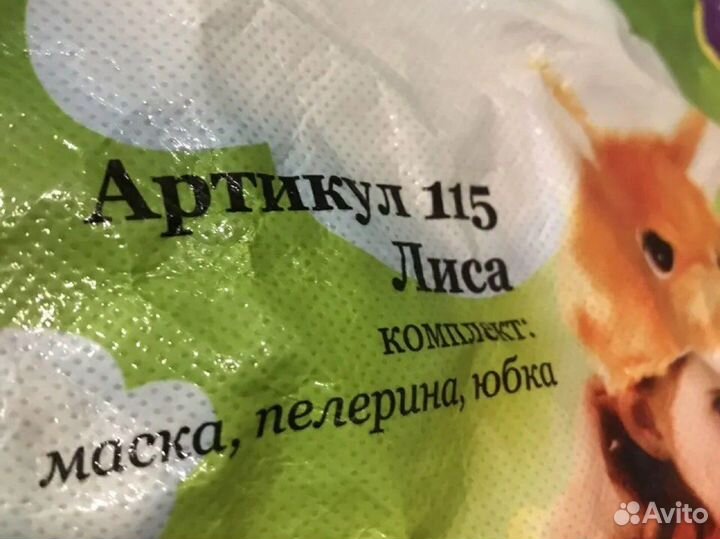 Артикул 115
Лиса
комплект:
маска, пелерина, юбка
Avito